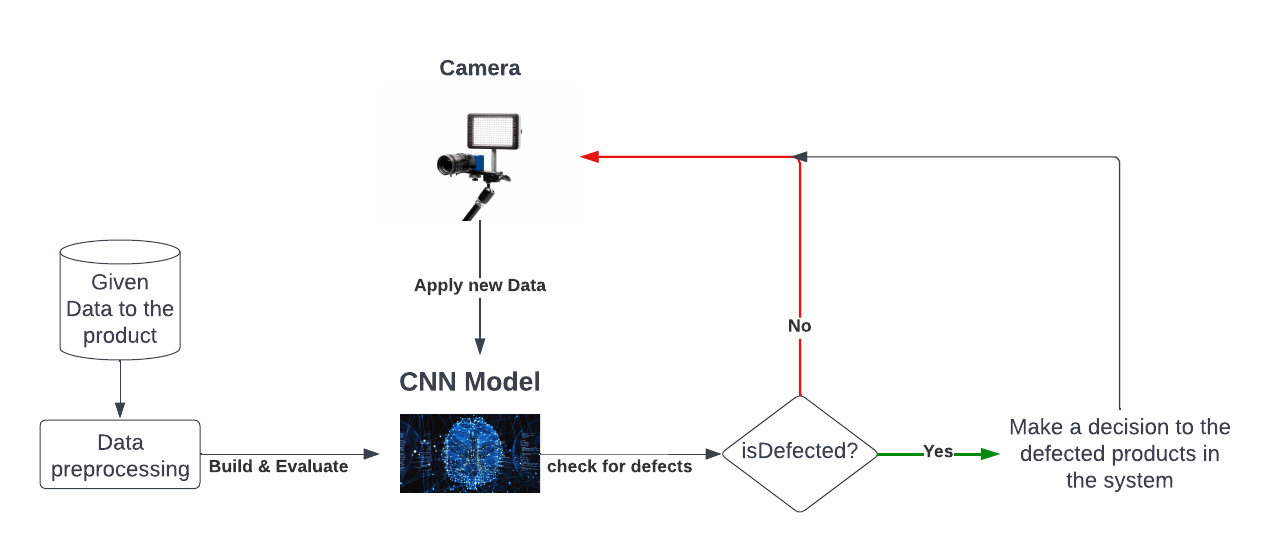 Camera
Given
Data to the
product
Apply new Data
No
CNN Model
Data
preprocessing
Build & Evaluate
check for defects
isDefected?
Yes
Make a decision to the
defected products in
the system